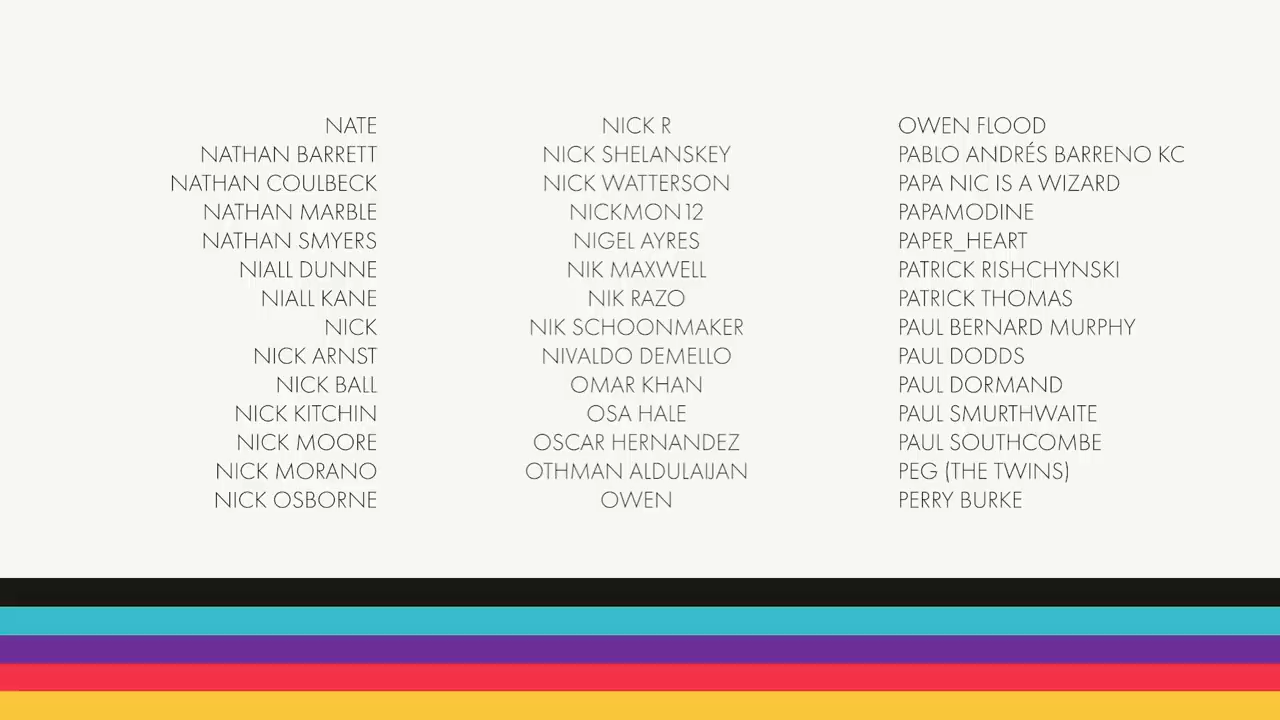 NATE
NATHAN BARRETT
NATHAN COULBECK
NATHAN MARBLE
NATHAN SMYERS
NIALL DUNNE
NIALL KANE
NICK
NICK ARNST
NICK BALL
NICK KITCHIN
NICK MOORE
NICK MORANO
NICK OSBORNE
NICK R
NICK SHELANSKEY
NICK WATTERSON
NICKMON12
NIGEL AYRES
NIK MAXWELL
NIK RAZO
NIK SCHOONMAKER
NIVALDO DEMELLO
OMAR KHAN
OSA HALE
OSCAR HERNANDEZ
OTHMAN ALDULAIJAN
OWEN
OWEN FLOOD
PABLO ANDRÉS BARRENO KC
PAPA NIC IS A WIZARD
PAPAMODINE
PAPER_HEART
PATRICK RISHCHYNSKI
PATRICK THOMAS
PAUL BERNARD MURPHY
PAUL DODDS
PAUL DORMAND
PAUL SMURTHWAITE
PAUL SOUTHCOMBE
PEG (THE TWINS)
PERRY BURKE